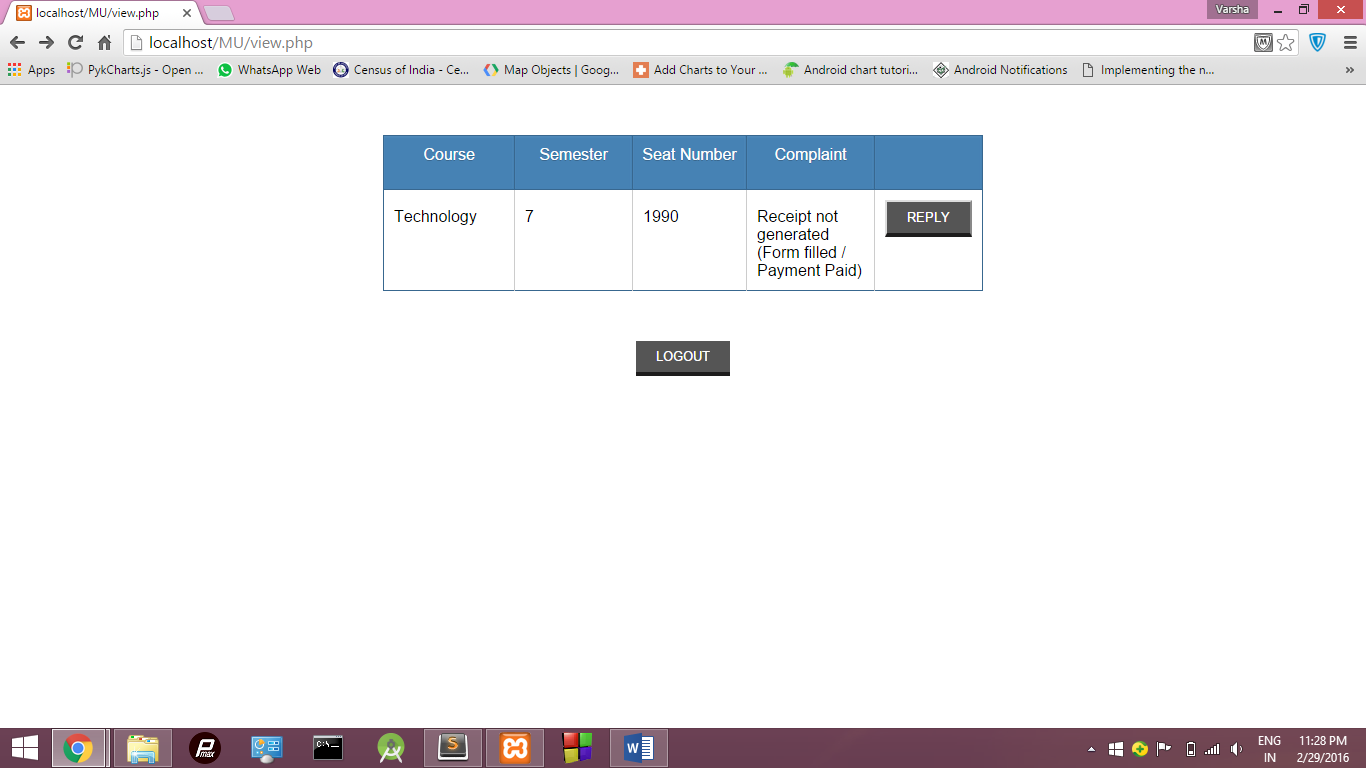 localhost/MU/view.php
Varsha
localhost/MU/view.php
Apps PykCharts.js - Open ... WhatsApp Web Census of India - Ce... Map Objects | Goog... Add Charts to Your ... Android chart tutori... Android Notifications Implementing the n... »
Course Semester Seat Number Complaint
Technology 7 1990 Receipt not REPLY
generated
(Form filled /
Payment Paid)
LOGOUT
ENG 11:28 PM
IN 2/29/2016